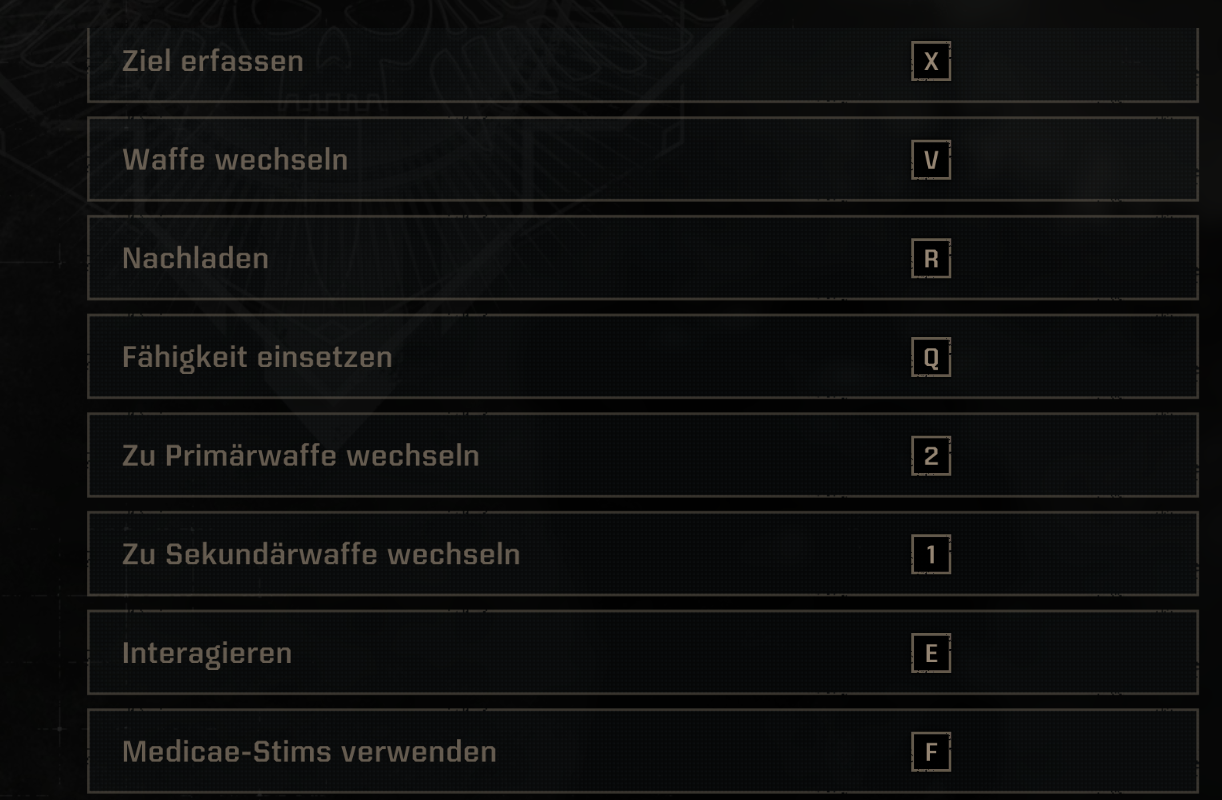 Ziel erfassen X
Waffe wechseln V
Nachladen R
Fähigkeit einsetzen Q
Zu Primärwaffe wechseln 2
Zu Sekundärwaffe wechseln 1
Interagieren E
Medicae-Stims verwenden F